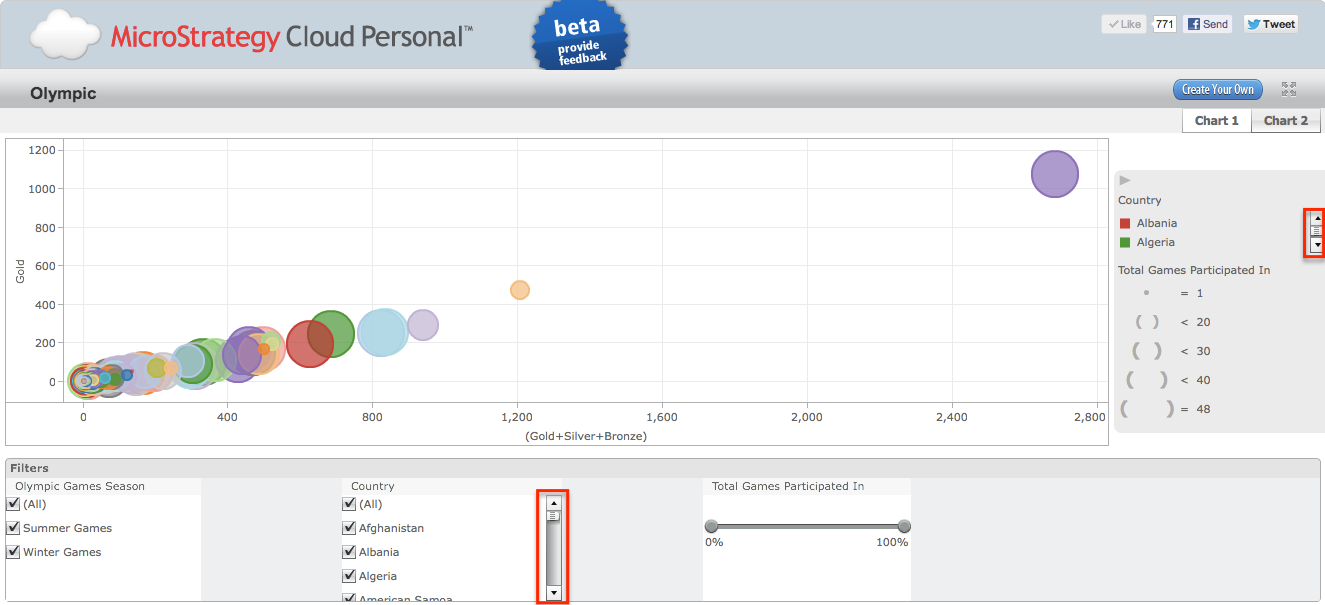 MicroStrategy Cloud Personal™
beta
provide
feedback
Like 771 Send Tweet
Olympic
Create Your Own
Chart 1 Chart 2
1200
1000
800
600
400
200
0
Gold
0 400 800 1,200 1,600 2,000 2,400 2,800
(Gold+Silver+Bronze)
Country
Albania
Algeria
Total Games Participated In
= 1
( ) < 20
( ) < 30
( ) < 40
( ) = 48
Filters
Olympic Games Season
(All)
Summer Games
Winter Games
Country
(All)
Afghanistan
Albania
Algeria
American Samoa
Total Games Participated In
0% 100%